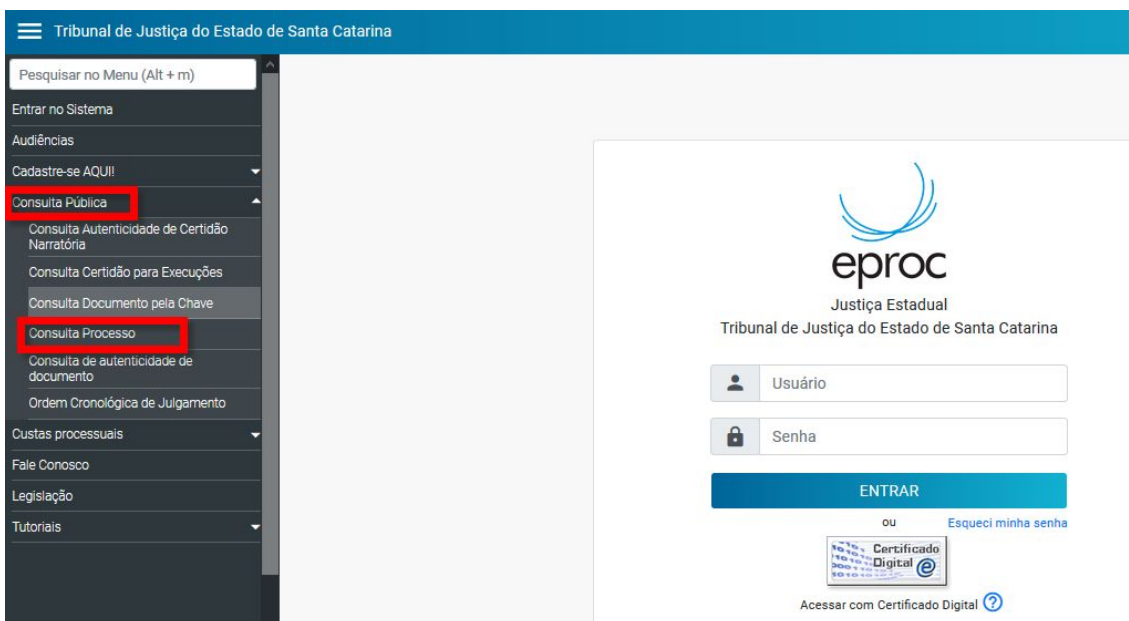 Tribunal de Justiça do Estado de Santa Catarina
Pesquisar no Menu (Alt + m)
Entrar no Sistema
Audiências
Cadastre-se AQUI!
Consulta Pública
Consulta Autenticidade de Certidão
Narratória
Consulta Certidão para Execuções
Consulta Documento pela Chave
Consulta Processo
Consulta de autenticidade de
documento
Ordem Cronológica de Julgamento
Custas processuais
Fale Conosco
Legislação
Tutoriais
eproc
Justiça Estadual
Tribunal de Justiça do Estado de Santa Catarina
Usuário
Senha
ENTRAR
ou
Esqueci minha senha
Certificado
Digital
Acessar com Certificado Digital ?